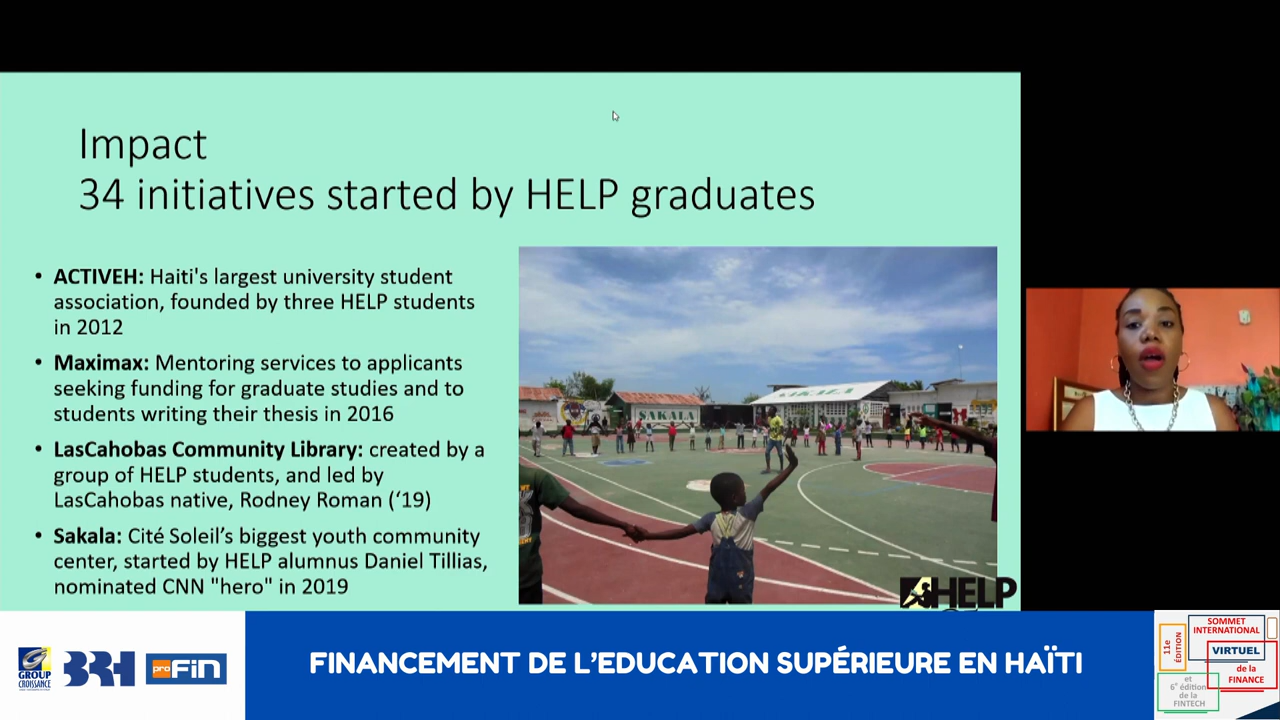 Impact
34 initiatives started by HELP graduates
• ACTIVEH: Haiti's largest university student
association, founded by three HELP students
in 2012
• Maximax: Mentoring services to applicants
seeking funding for graduate studies and to
students writing their thesis in 2016
• LasCahobas Community Library: created by a
group of HELP students, and led by
LasCahobas native, Rodney Roman (‘19)
• Sakala: Cité Soleil’s biggest youth community
center, started by HELP alumnus Daniel Tillias,
nominated CNN "hero" in 2019
SAKALA
SAKALA
HELP
GROUP
CROISSANCE
BRH
pro
Fin
FINANCEMENT DE L’EDUCATION SUPÉRIEURE EN HAÏTI
11e
ÉDITION
SOMMET
INTERNATIONAL
VIRTUEL
de la
FINANCE
et
6e édition
de la
FINTECH